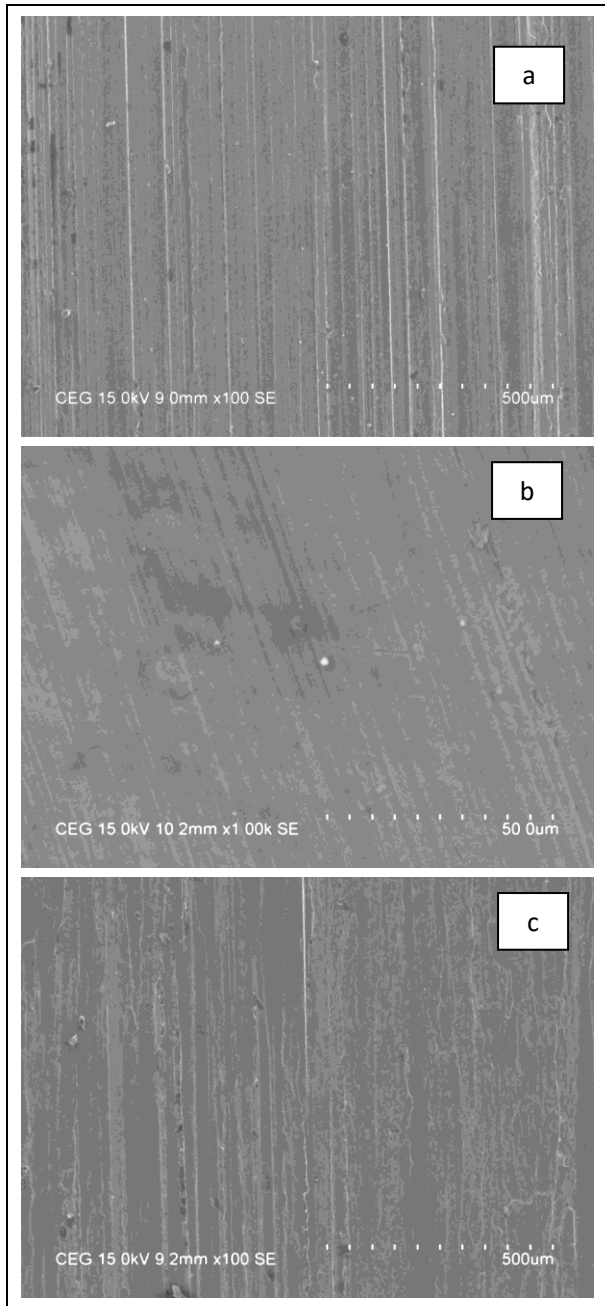 a
CEG 15 0kV 9 0mm x100 SE 500um
b
CEG 15 0kV 10 2mm x1 00k SE 50 0um
c
CEG 15 0kV 9 2mm x100 SE 500um